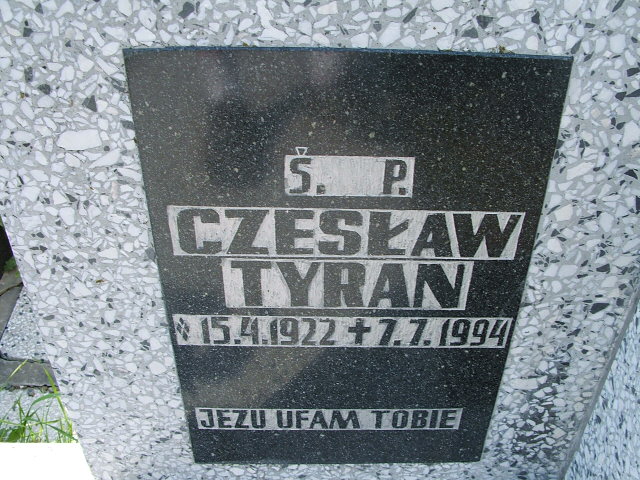 Ś. P.
CZESŁAW
TYRAN
15.4.1922 ✝ 7.7.1994
JEZU UFAM TOBIE